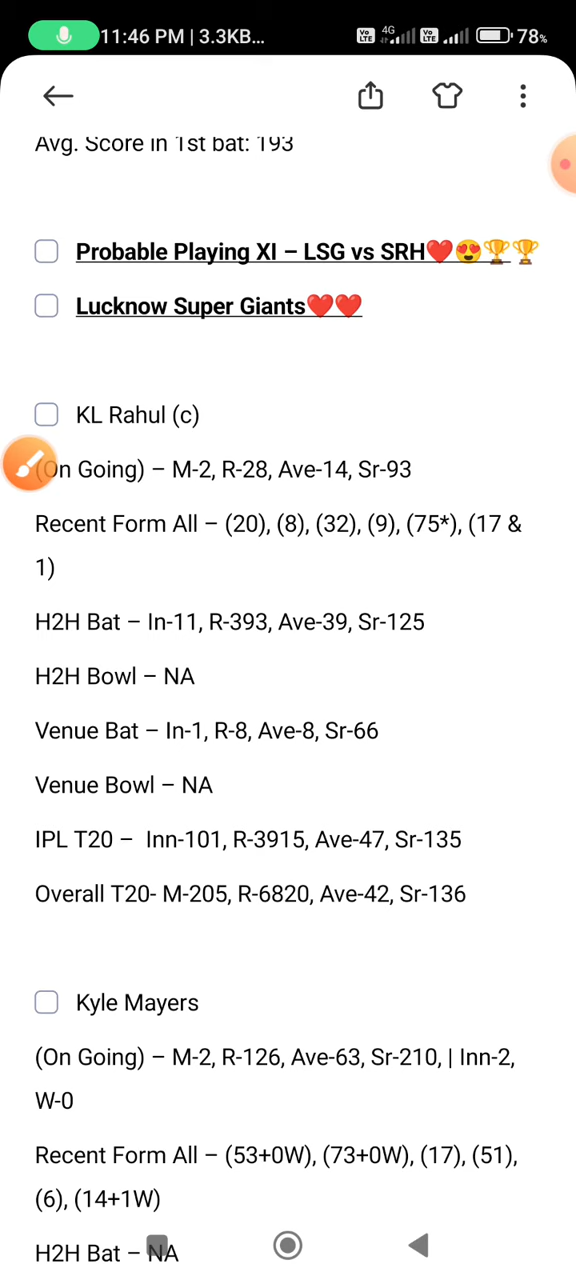 11:46 PM | 3.3KB... 4G 78%
Avg. Score in 1st bat: 193
Probable Playing XI – LSG vs SRH❤️😍🏆🏆
Lucknow Super Giants❤️❤️
KL Rahul (c)
(On Going) – M-2, R-28, Ave-14, Sr-93
Recent Form All – (20), (8), (32), (9), (75*), (17 &
1)
H2H Bat – In-11, R-393, Ave-39, Sr-125
H2H Bowl – NA
Venue Bat – In-1, R-8, Ave-8, Sr-66
Venue Bowl – NA
IPL T20 – Inn-101, R-3915, Ave-47, Sr-135
Overall T20- M-205, R-6820, Ave-42, Sr-136
Kyle Mayers
(On Going) – M-2, R-126, Ave-63, Sr-210, | Inn-2,
W-0
Recent Form All – (53+0W), (73+0W), (17), (51),
(6), (14+1W)
H2H Bat – NA